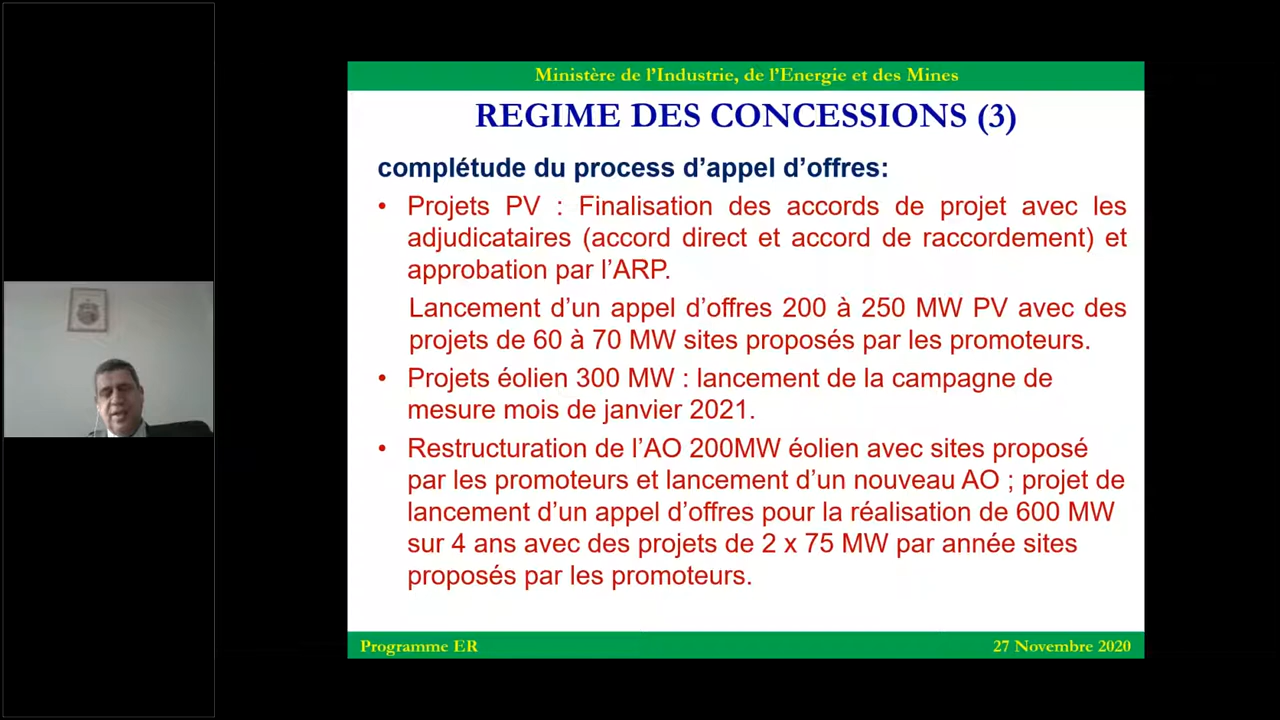 Ministère de l'Industrie, de l'Energie et des Mines
REGIME DES CONCESSIONS (3)
complétude du process d'appel d'offres:
• Projets PV : Finalisation des accords de projet avec les
adjudicataires (accord direct et accord de raccordement) et
approbation par l'ARP.
Lancement d'un appel d'offres 200 à 250 MW PV avec des
projets de 60 à 70 MW sites proposés par les promoteurs.
• Projets éolien 300 MW : lancement de la campagne de
mesure mois de janvier 2021.
• Restructuration de l'AO 200MW éolien avec sites proposé
par les promoteurs et lancement d'un nouveau AO ; projet de
lancement d'un appel d'offres pour la réalisation de 600 MW
sur 4 ans avec des projets de 2 x 75 MW par année sites
proposés par les promoteurs.
Programme ER
27 Novembre 2020